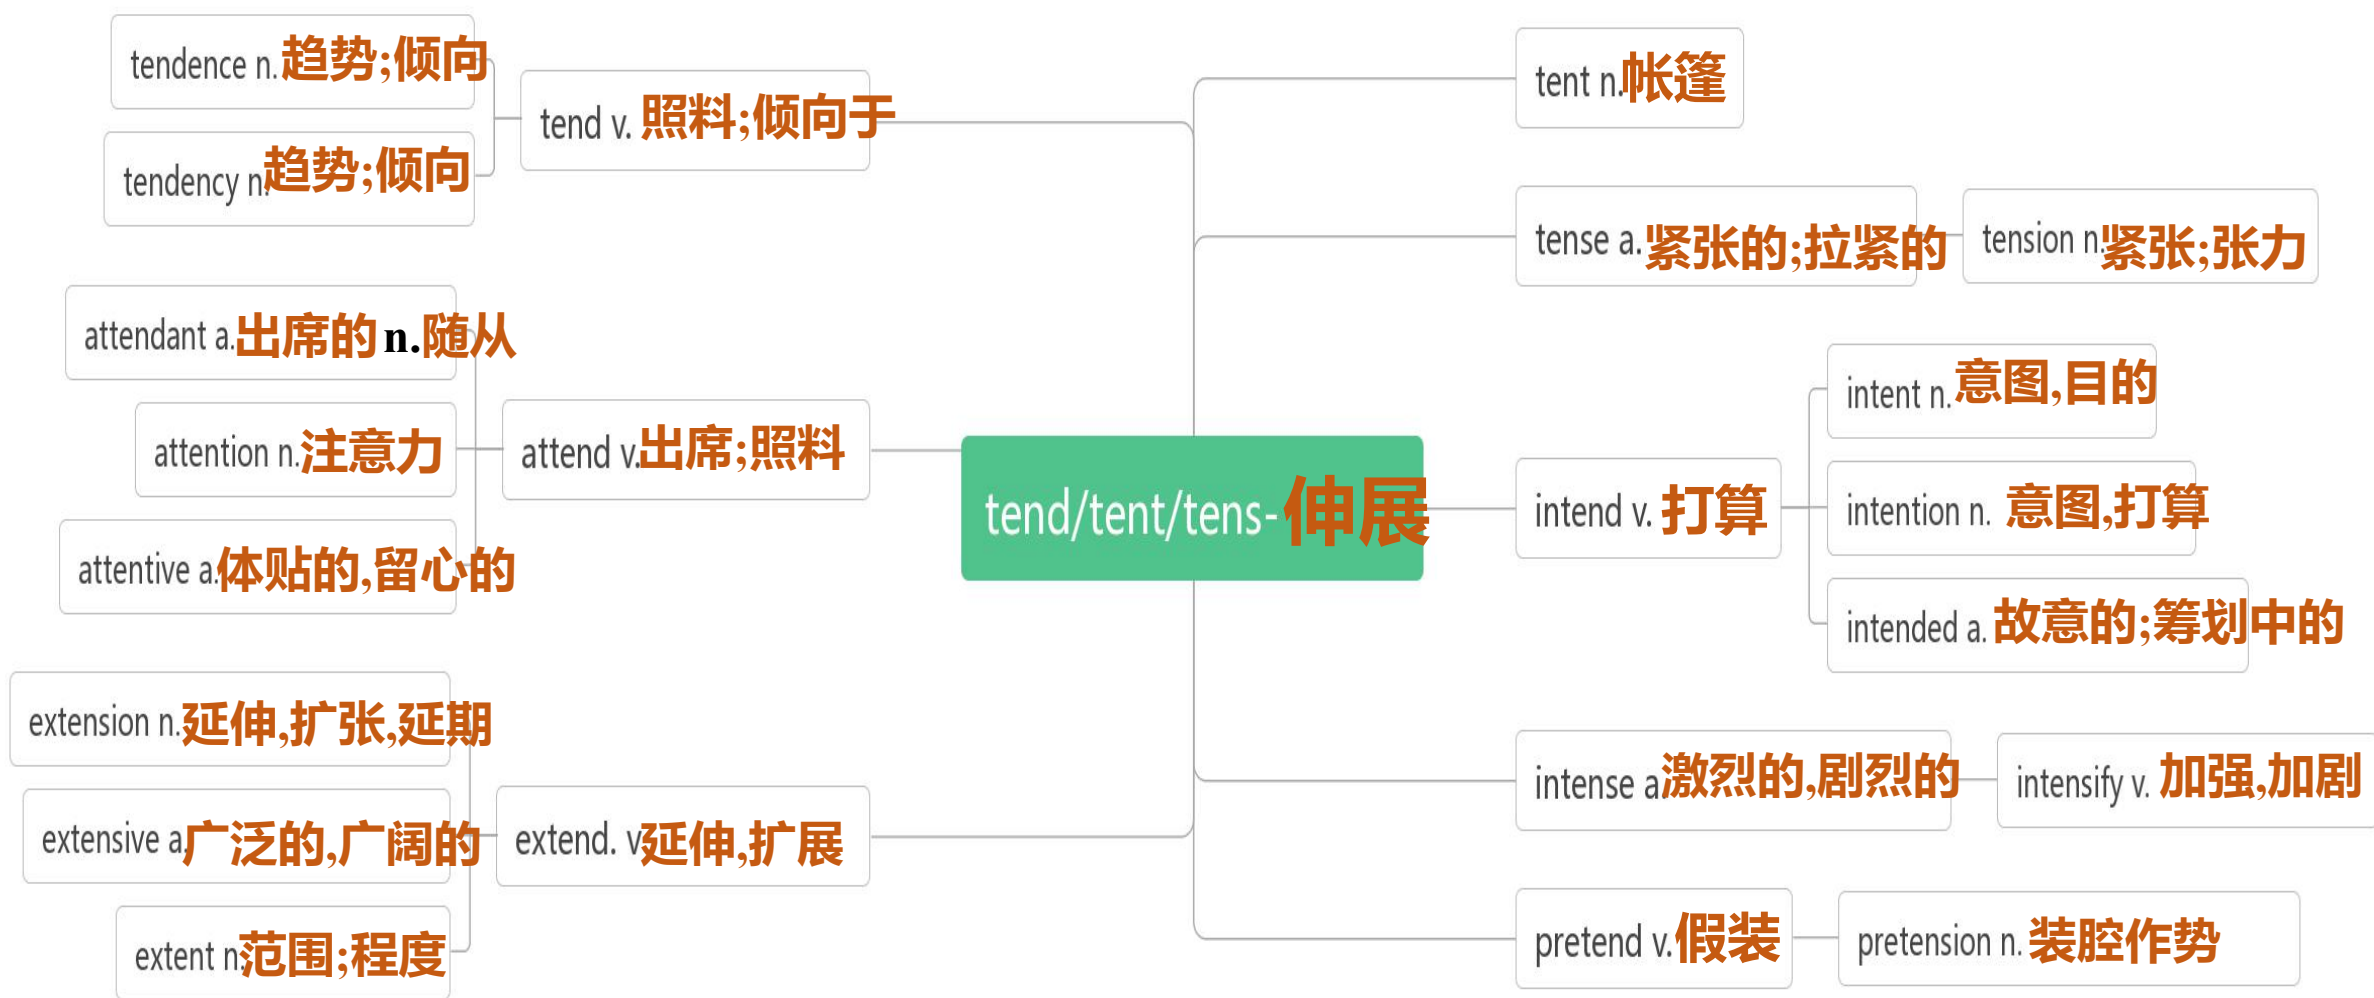 tendence n.趋势;倾向
tendency n.趋势;倾向
tend v. 照料;倾向于
attendant a.出席的 n.随从
attention n.注意力
attentive a.体贴的,留心的
attend v.出席;照料
extension n.延伸,扩张,延期
extensive a.广泛的,广阔的
extent n.范围;程度
extend. v.延伸,扩展
tend/tent/tens-伸展
tent n.帐篷
tense a.紧张的;拉紧的
tension n.紧张;张力
intend v. 打算
intent n.意图,目的
intention n. 意图,打算
intended a.故意的;筹划中的
intense a.激烈的,剧烈的
intensify v. 加强,加剧
pretend v.假装
pretension n. 装腔作势